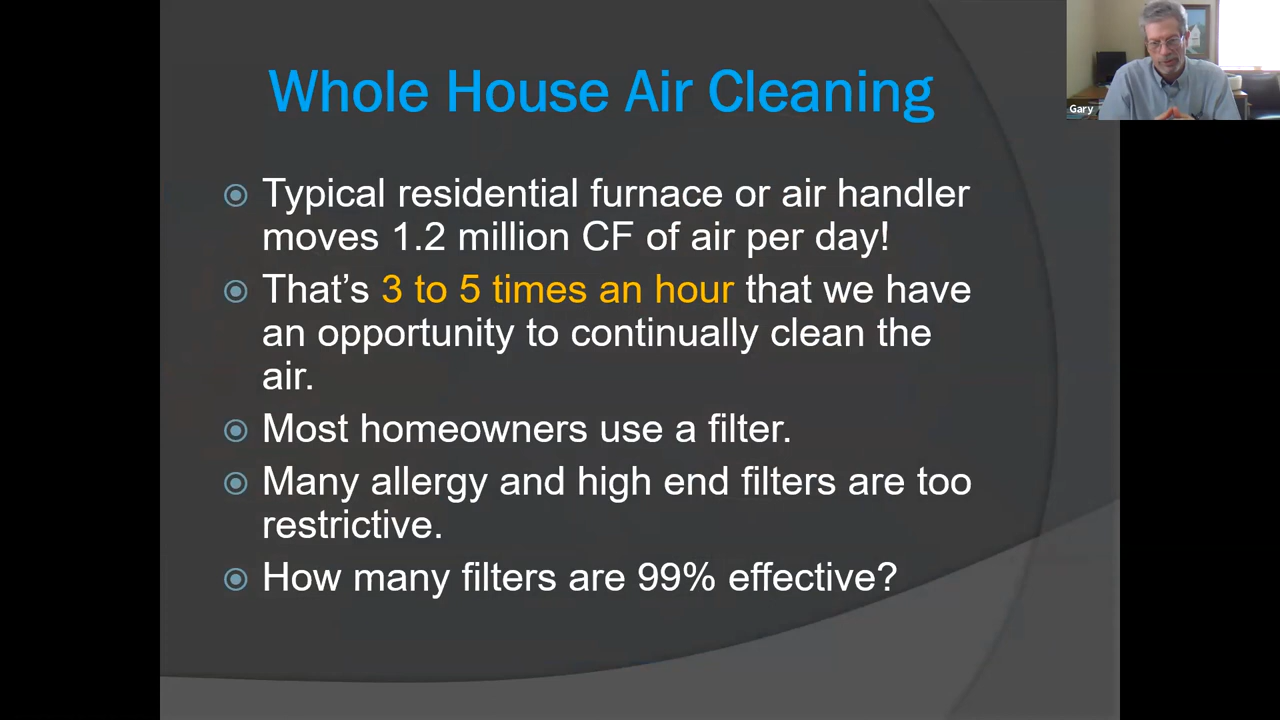 Whole House Air Cleaning
Typical residential furnace or air handler
moves 1.2 million CF of air per day!
That’s 3 to 5 times an hour that we have
an opportunity to continually clean the
air.
Most homeowners use a filter.
Many allergy and high end filters are too
restrictive.
How many filters are 99% effective?
Gary